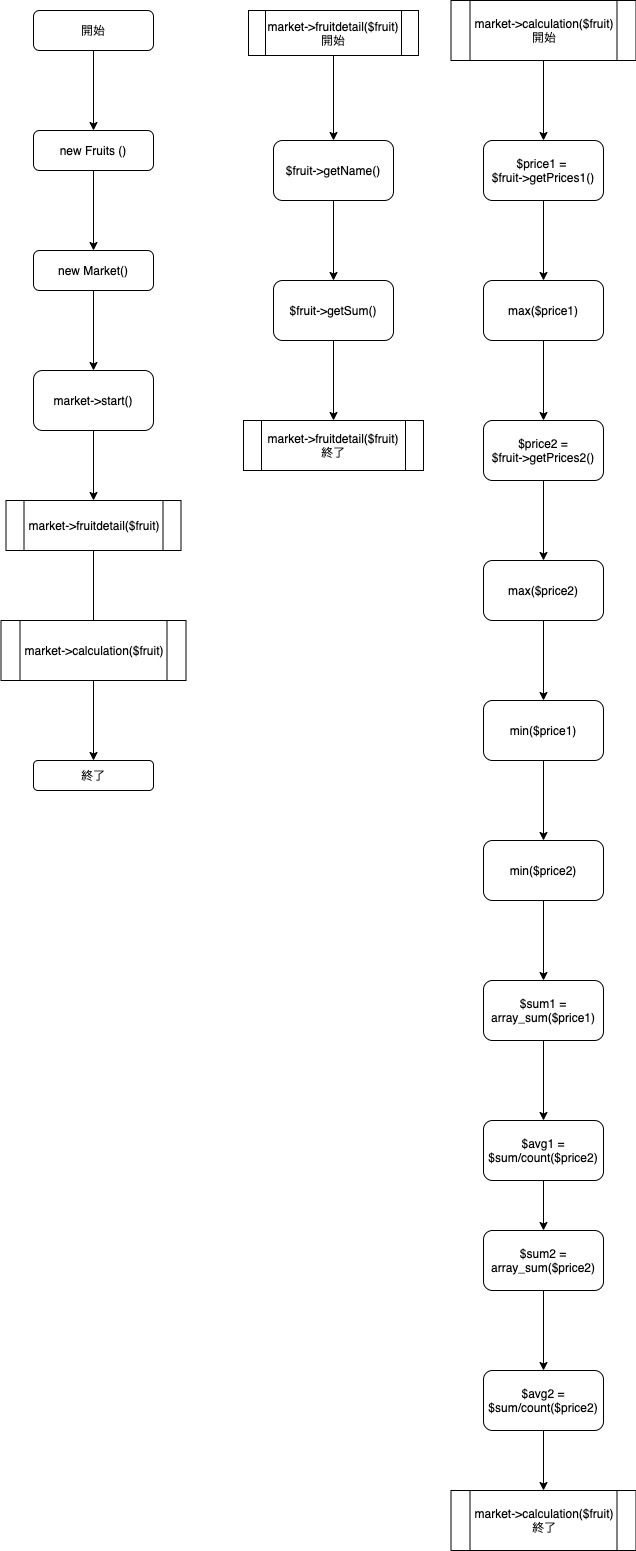 開始
new Fruits ()
new Market()
market->start()
market->fruitdetail($fruit)
market->calculation($fruit)
終了
market->fruitdetail($fruit)
開始
$fruit->getName()
$fruit->getSum()
market->fruitdetail($fruit)
終了
market->calculation($fruit)
開始
$price1 =
$fruit->getPrices1()
max($price1)
$price2 =
$fruit->getPrices2()
max($price2)
min($price1)
min($price2)
$sum1 =
array_sum($price1)
$avg1 =
$sum/count($price2)
$sum2 =
array_sum($price2)
$avg2 =
$sum/count($price2)
market->calculation($fruit)
終了